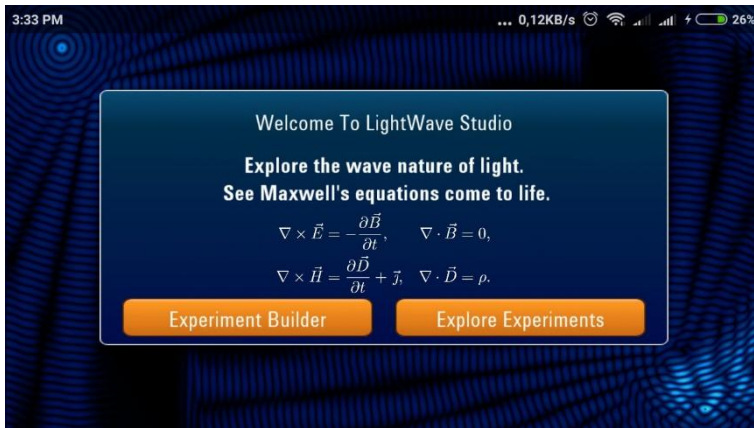 3:33 PM ... 0,12KB/s 26%
Welcome To LightWave Studio
Explore the wave nature of light.
See Maxwell's equations come to life.
∇ × E⃗ = −∂B⃗/∂t, ∇ · B⃗ = 0,
∇ × H⃗ = ∂D⃗/∂t + ȷ⃗, ∇ · D⃗ = ρ.
Experiment Builder Explore Experiments